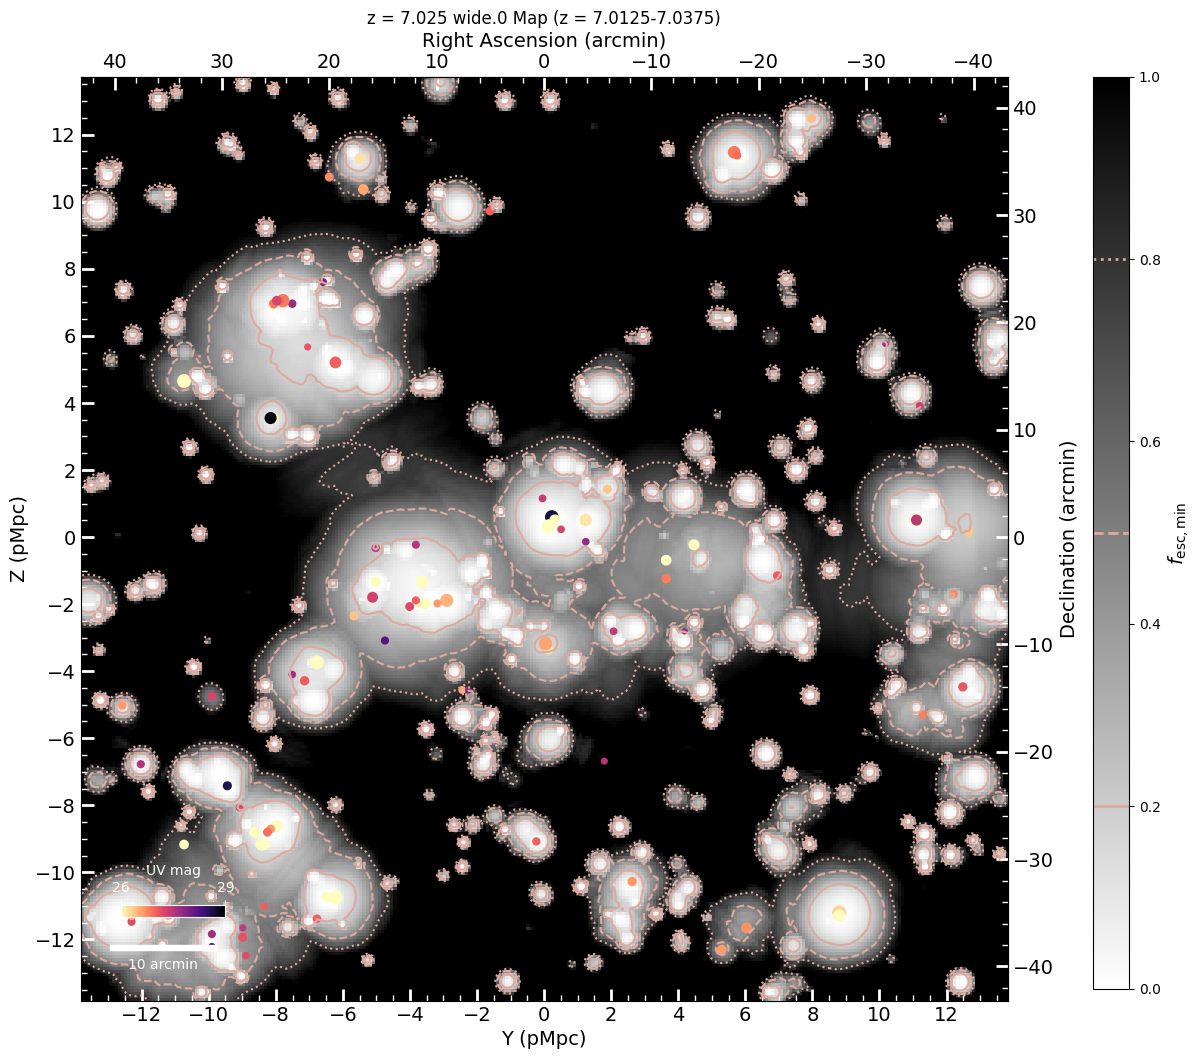 z = 7.025 wide.0 Map (z = 7.0125-7.0375)
Right Ascension (arcmin)
40 30 20 10 0 −10 −20 −30 −40
12 10 8 6 4 2 0 −2 −4 −6 −8 −10 −12
Z (pMpc)
40 30 20 10 0 −10 −20 −30 −40
Declination (arcmin)
1.0 0.8 0.6 0.4 0.2 0.0
f_esc,min
UV mag
26 29
10 arcmin
−12 −10 −8 −6 −4 −2 0 2 4 6 8 10 12
Y (pMpc)